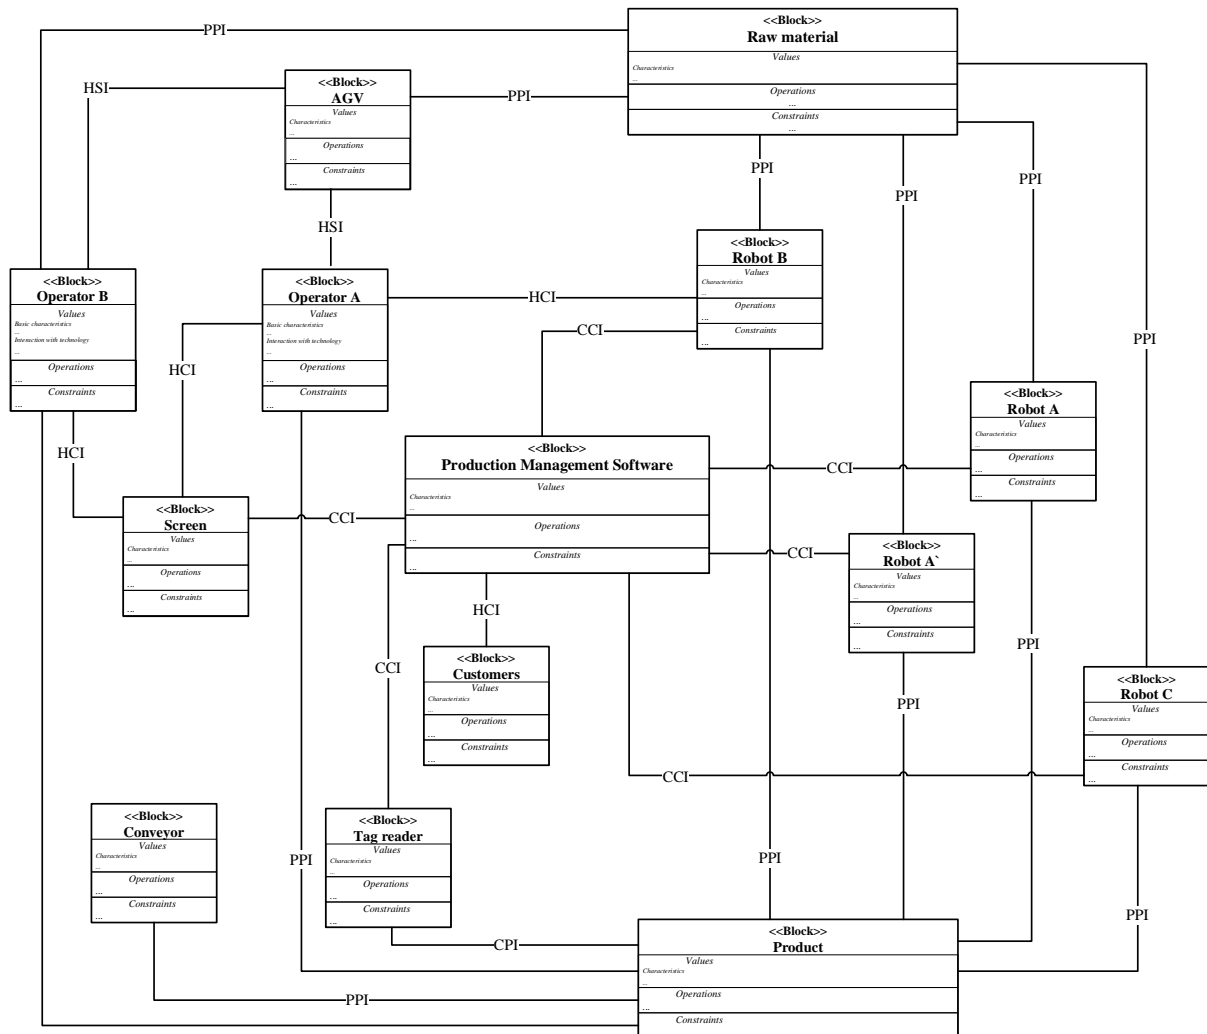 <<Block>>
Raw material
Values
Characteristics
...
Operations
...
Constraints
...
PPI
HSI
<<Block>>
AGV
Values
Characteristics
...
Operations
...
Constraints
...
PPI
PPI
PPI
PPI
PPI
HSI
<<Block>>
Robot B
Values
Characteristics
...
Operations
...
Constraints
...
<<Block>>
Operator B
Values
Basic characteristics
...
Interaction with technology
...
Operations
...
Constraints
...
<<Block>>
Operator A
Values
Basic characteristics
...
Interaction with technology
...
Operations
...
Constraints
...
HCI
CCI
HCI
HCI
<<Block>>
Robot A
Values
Characteristics
...
Operations
...
Constraints
...
<<Block>>
Production Management Software
Values
Characteristics
...
Operations
...
Constraints
...
CCI
<<Block>>
Screen
Values
Characteristics
...
Operations
...
Constraints
...
CCI
CCI
<<Block>>
Robot A`
Values
Characteristics
...
Operations
...
Constraints
...
HCI
CCI
<<Block>>
Customers
Values
Characteristics
...
Operations
...
Constraints
...
PPI
PPI
<<Block>>
Robot C
Values
Characteristics
...
Operations
...
Constraints
...
CCI
<<Block>>
Conveyor
Values
Characteristics
...
Operations
...
Constraints
...
<<Block>>
Tag reader
Values
Characteristics
...
Operations
...
Constraints
...
PPI
PPI
PPI
CPI
PPI
<<Block>>
Product
Values
Characteristics
...
Operations
...
Constraints